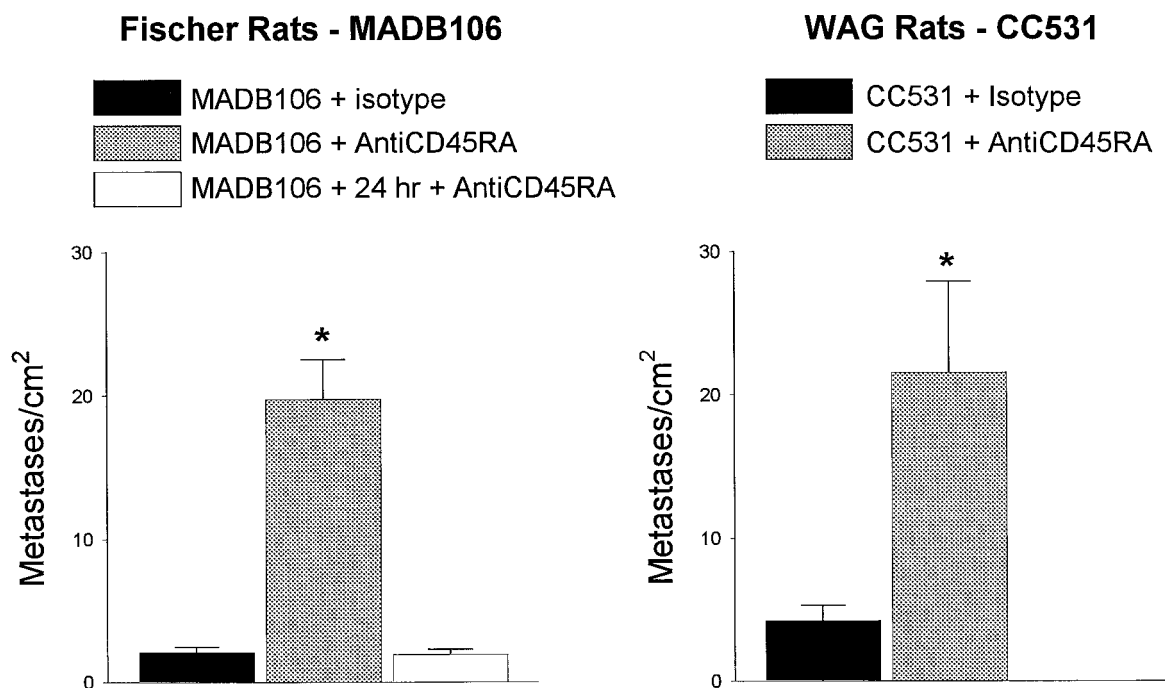 Fischer Rats - MADB106
MADB106 + isotype
MADB106 + AntiCD45RA
MADB106 + 24 hr + AntiCD45RA
30
20
10
0
Metastases/cm²
*
WAG Rats - CC531
CC531 + Isotype
CC531 + AntiCD45RA
30
20
10
0
Metastases/cm²
*